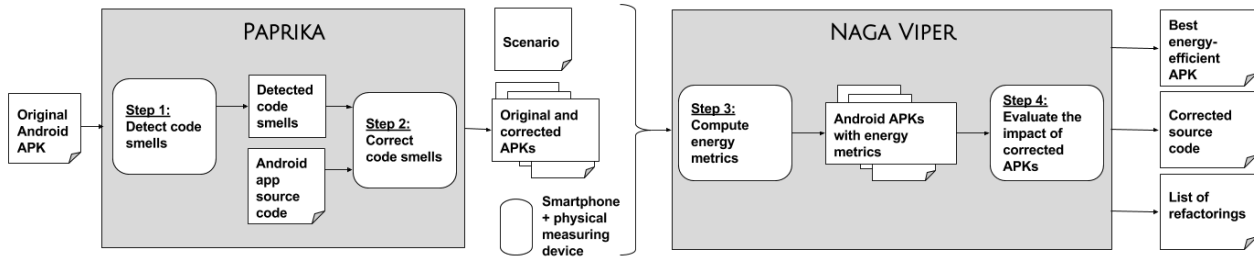 PAPRIKA
Original
Android
APK
Step 1:
Detect code
smells
Detected
code
smells
Android
app
source
code
Step 2:
Correct
code smells
Scenario
Original and
corrected
APKs
Smartphone
+ physical
measuring
device
NAGA VIPER
Step 3:
Compute
energy
metrics
Android APKs
with energy
metrics
Step 4:
Evaluate the
impact of
corrected
APKs
Best
energy-
efficient
APK
Corrected
source
code
List of
refactorings